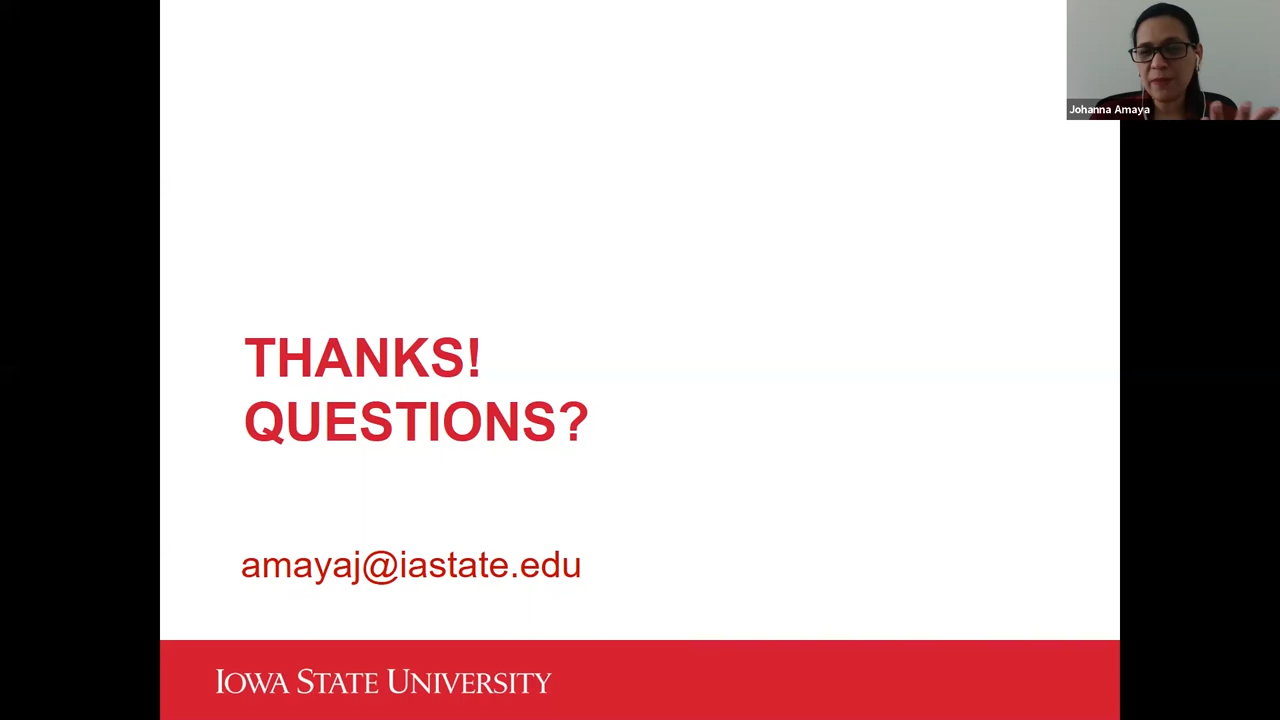 Johanna Amaya
THANKS!
QUESTIONS?
amayaj@iastate.edu
IOWA STATE UNIVERSITY